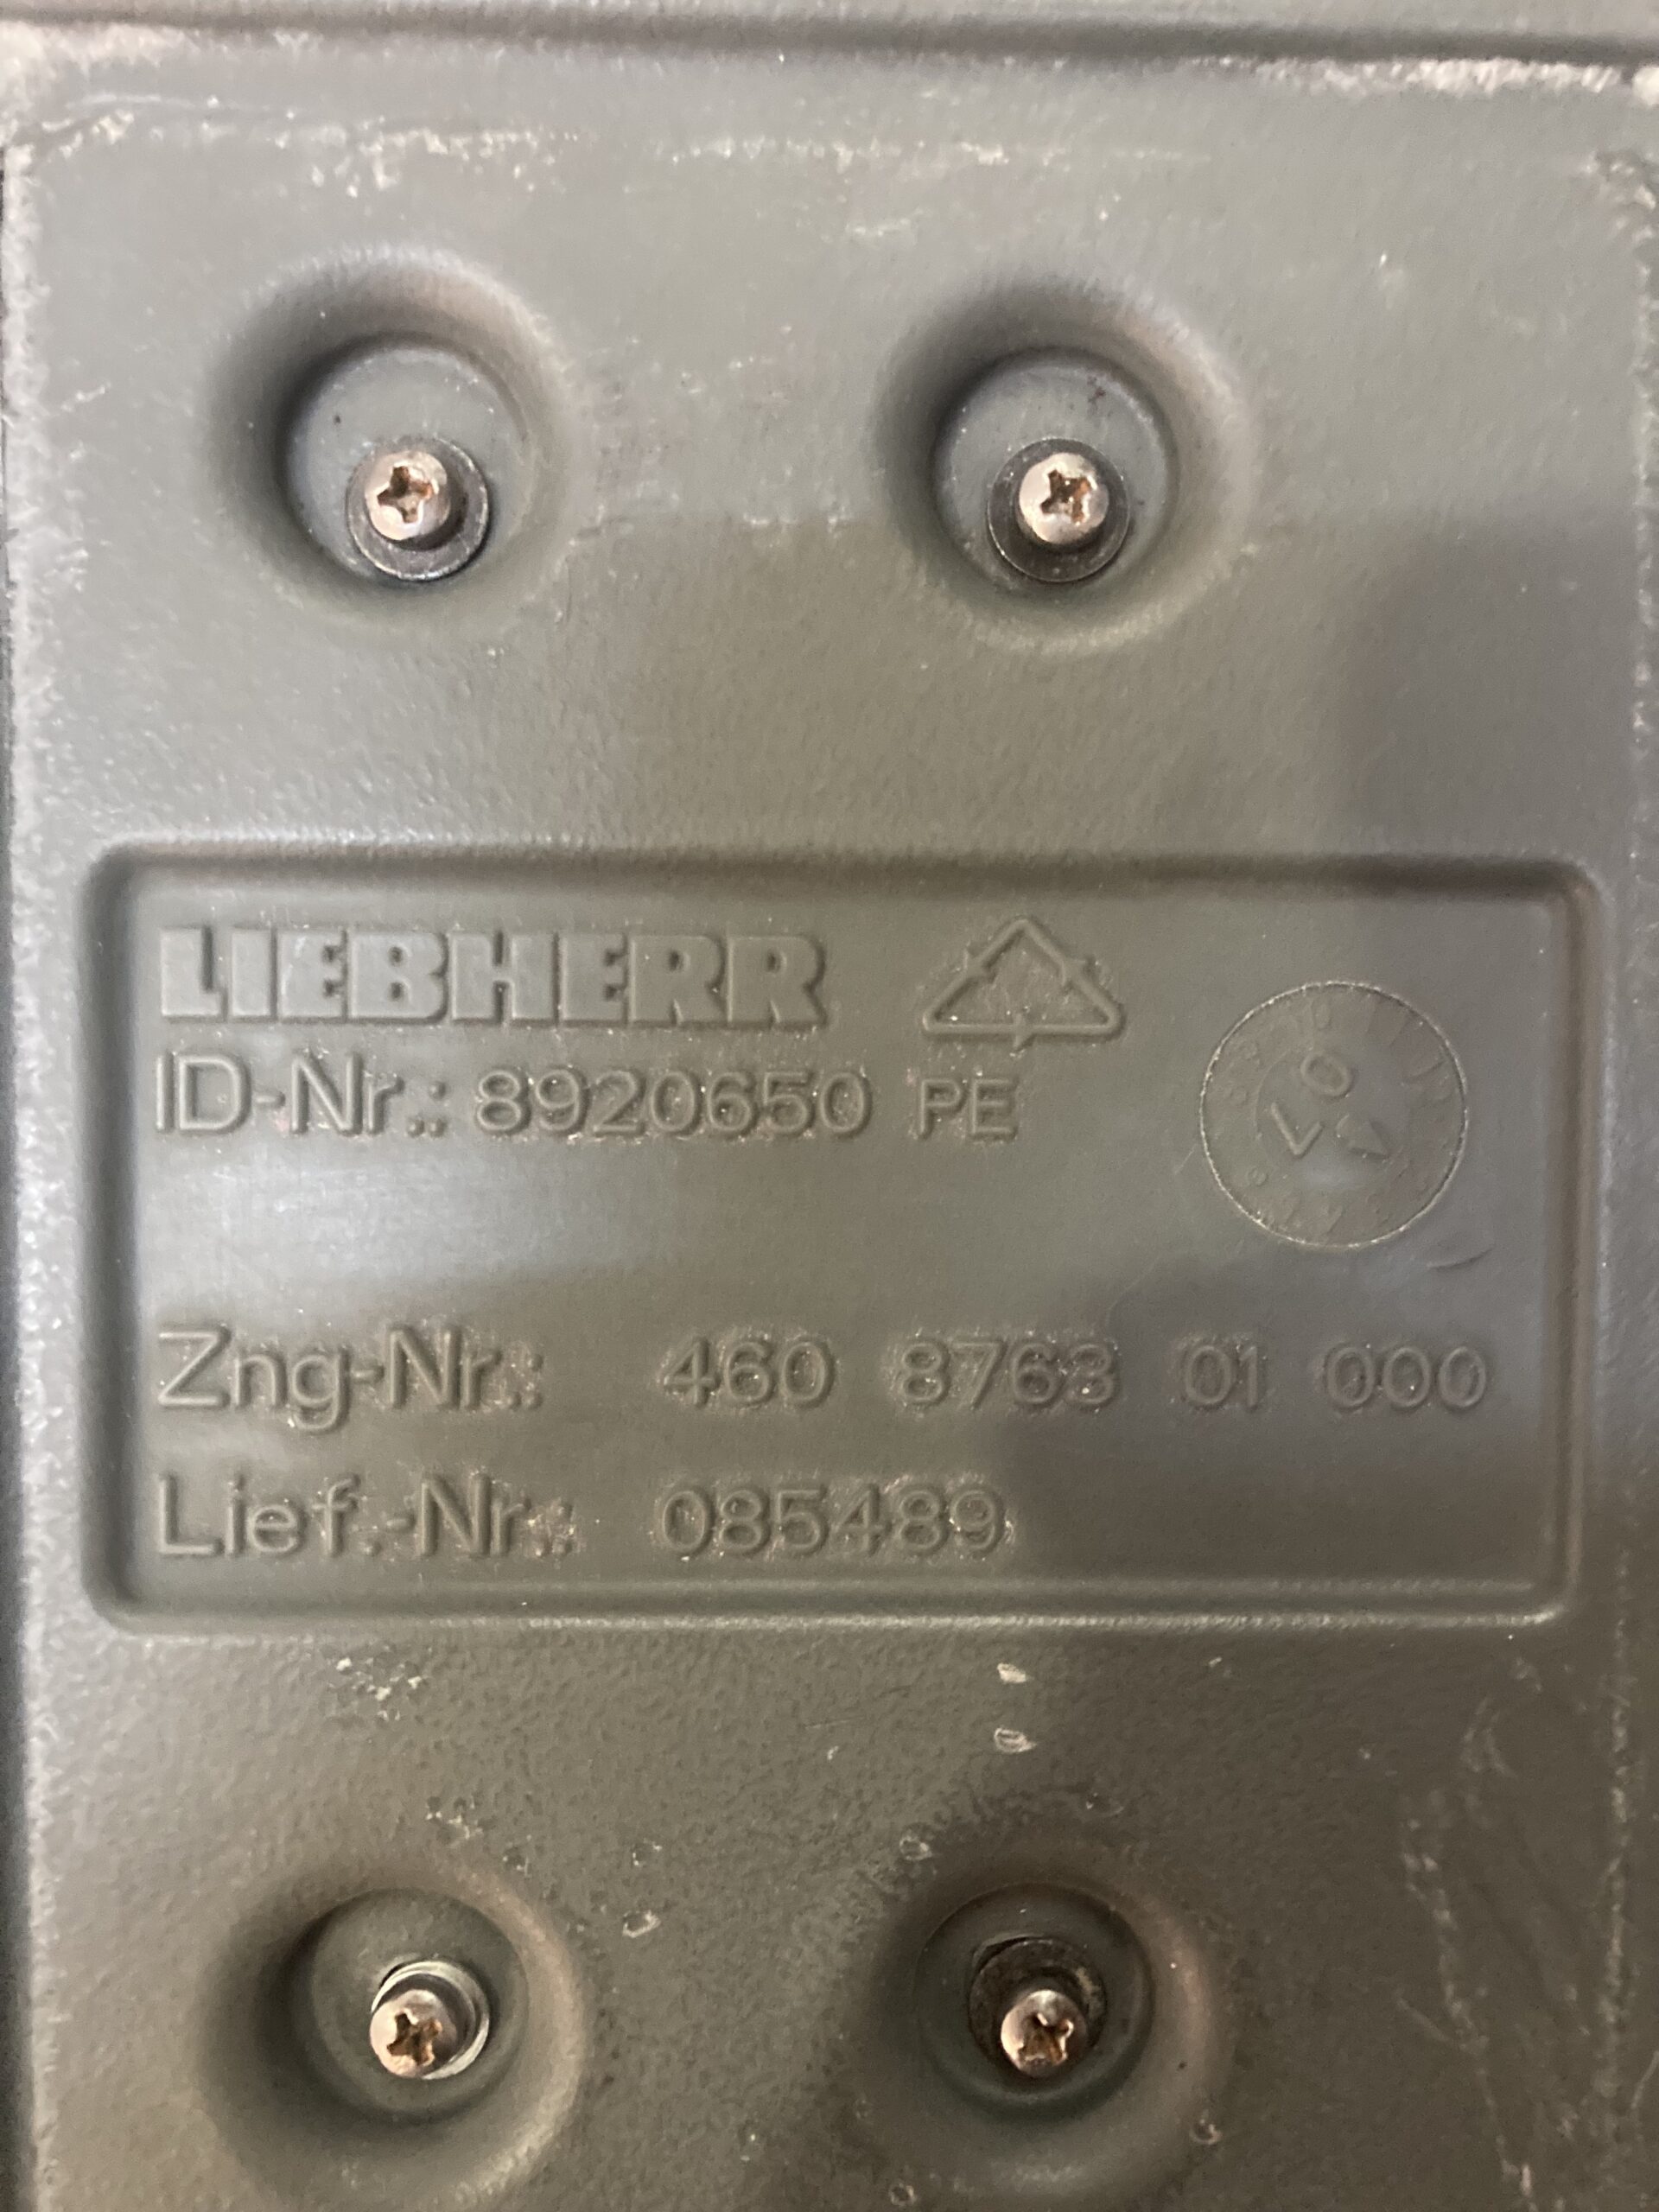 LIEBHERR
ID-Nr.: 8920650 PE
Zng-Nr.: 460 8763 01 000
Lief.-Nr.: 085489